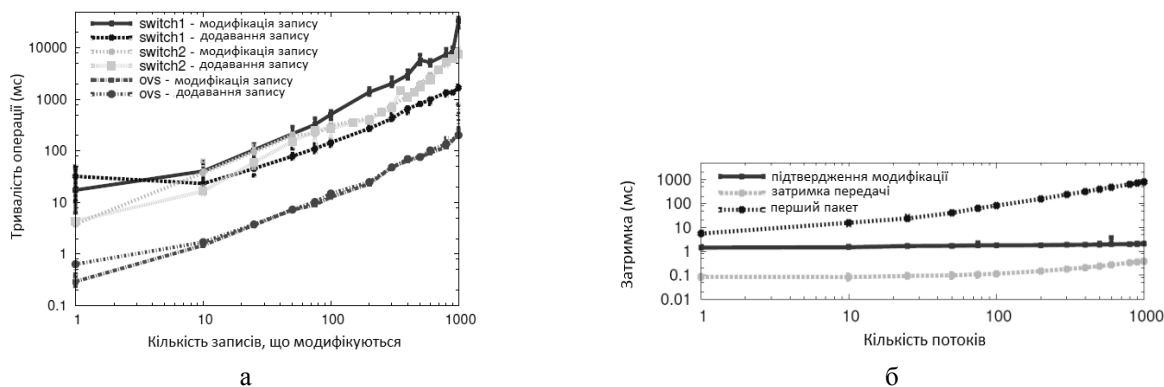 switch1 - модифікація запису
switch1 - додавання запису
switch2 - модифікація запису
switch2 - додавання запису
ovs - модифікація запису
ovs - додавання запису
Тривалість операції (мс)
10000
1000
100
10
1
0.1
1 10 100 1000
Кількість записів, що модифікуються
а
підтвердження модифікації
затримка передачі
перший пакет
Затримка (мс)
1000
100
10
1
0.1
0.01
1 10 100 1000
Кількість потоків
б